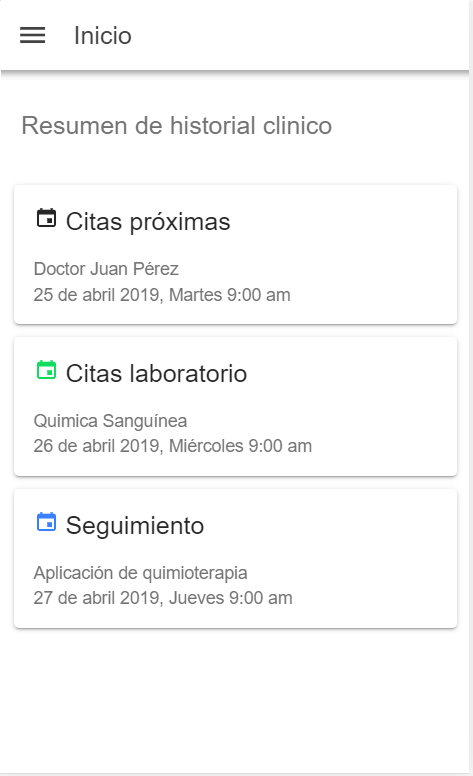 Inicio
Resumen de historial clinico
Citas próximas
Doctor Juan Pérez
25 de abril 2019, Martes 9:00 am
Citas laboratorio
Quimica Sanguínea
26 de abril 2019, Miércoles 9:00 am
Seguimiento
Aplicación de quimioterapia
27 de abril 2019, Jueves 9:00 am